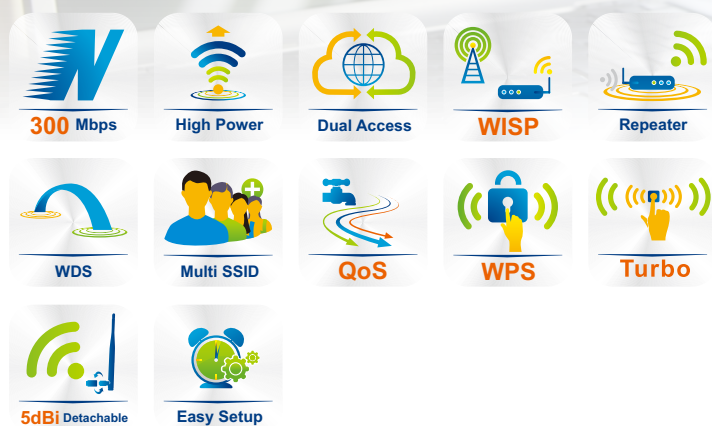 300 Mbps
High Power
Dual Access
WISP
Repeater
WDS
Multi SSID
QoS
WPS
Turbo
5dBi Detachable
Easy Setup